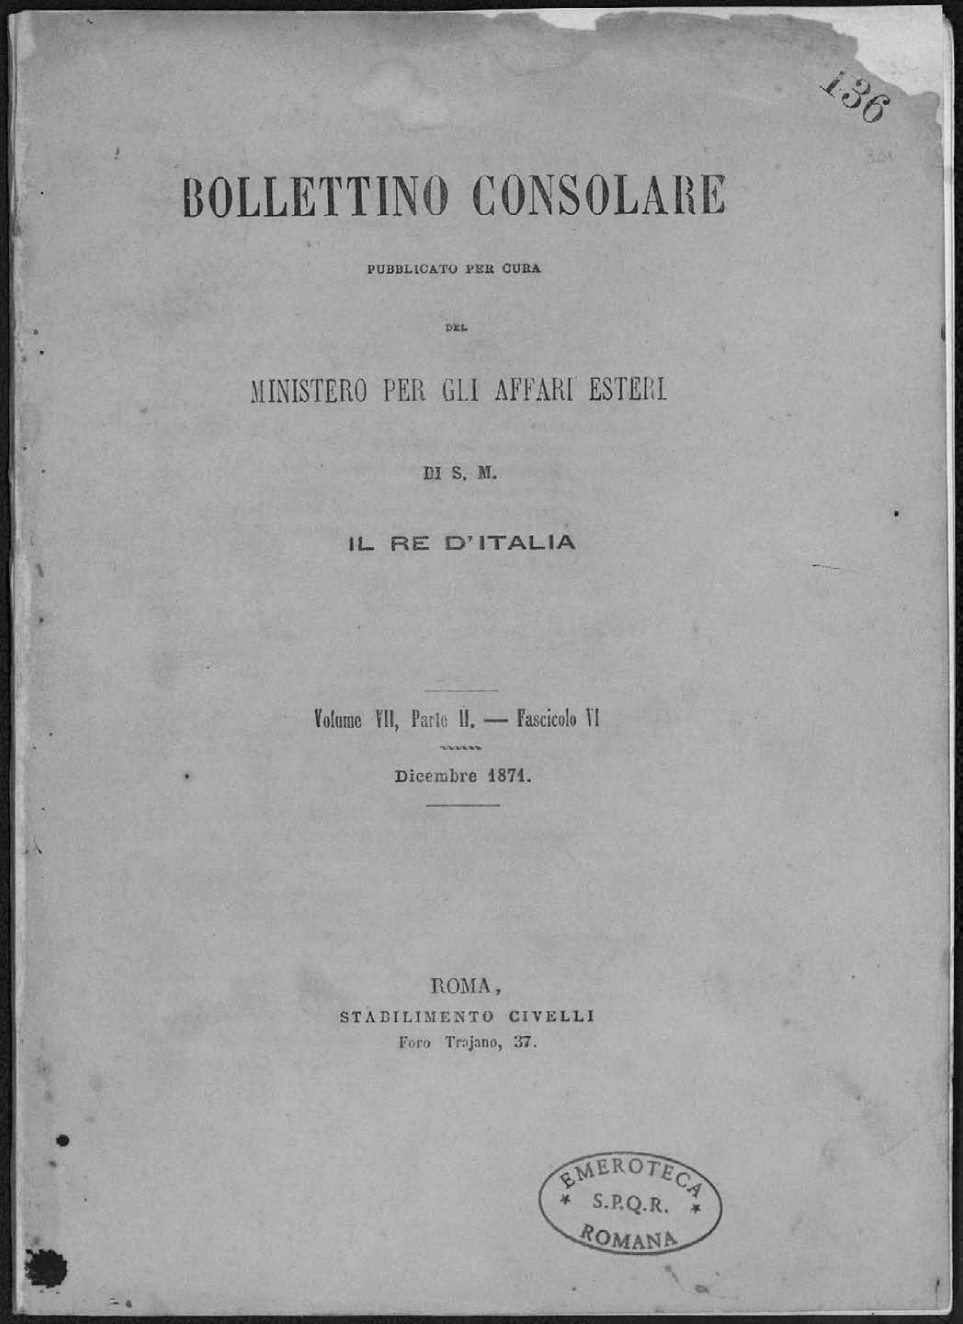 136
BOLLETTINO CONSOLARE
PUBBLICATO PER CURA
DEL
MINISTERO PER GLI AFFARI ESTERI
DI S. M.
IL RE D'ITALIA
Volume VII, Parte II. — Fascicolo VI
Dicembre 1871.
ROMA,
STABILIMENTO CIVELLI
Foro Trajano, 37.
EMEROTECA
* S.P.Q.R. *
ROMANA